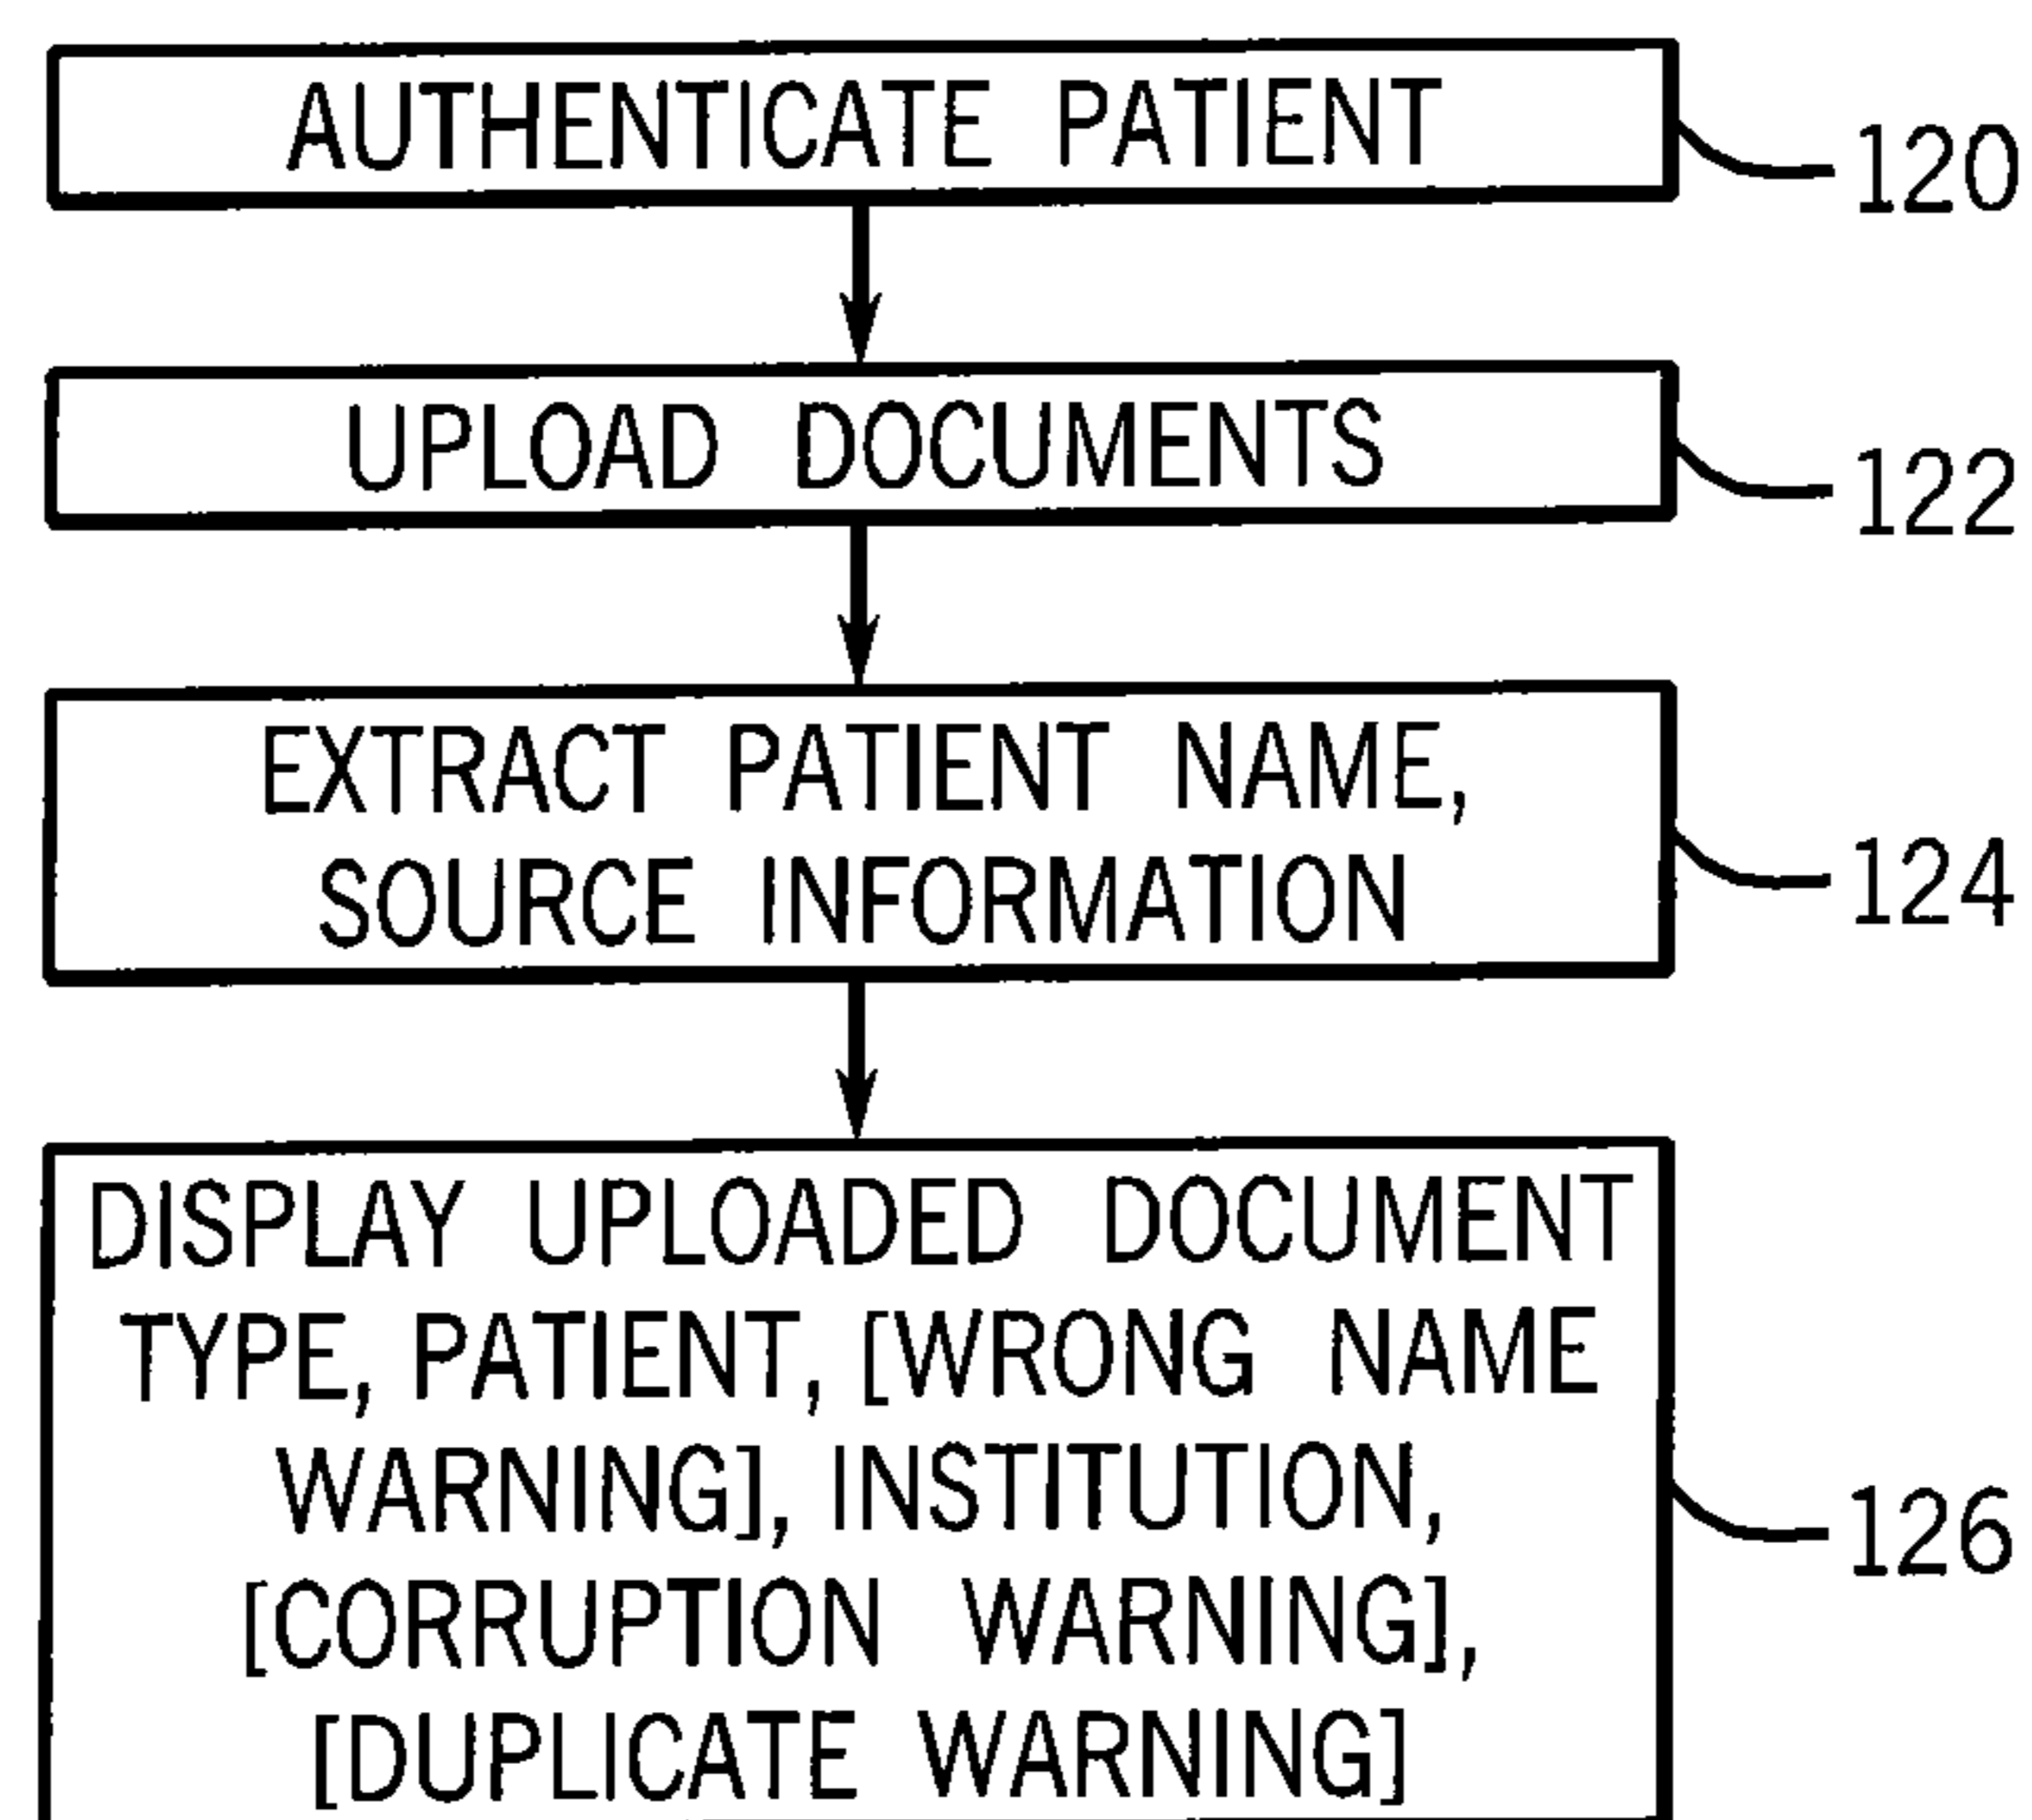 AUTHENTICATE PATIENT
120
UPLOAD DOCUMENTS
122
EXTRACT PATIENT NAME,
SOURCE INFORMATION
124
DISPLAY UPLOADED DOCUMENT
TYPE, PATIENT, [WRONG NAME
WARNING], INSTITUTION,
[CORRUPTION WARNING],
[DUPLICATE WARNING]
126